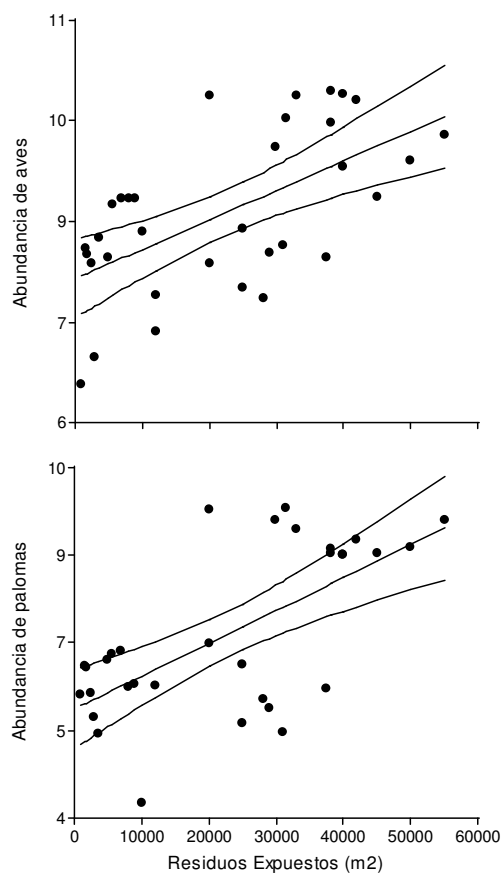 11
10
9
7
6
Abundancia de aves
10
9
7
5
4
Abundancia de palomas
0 10000 20000 30000 40000 50000 60000
Residuos Expuestos (m2)